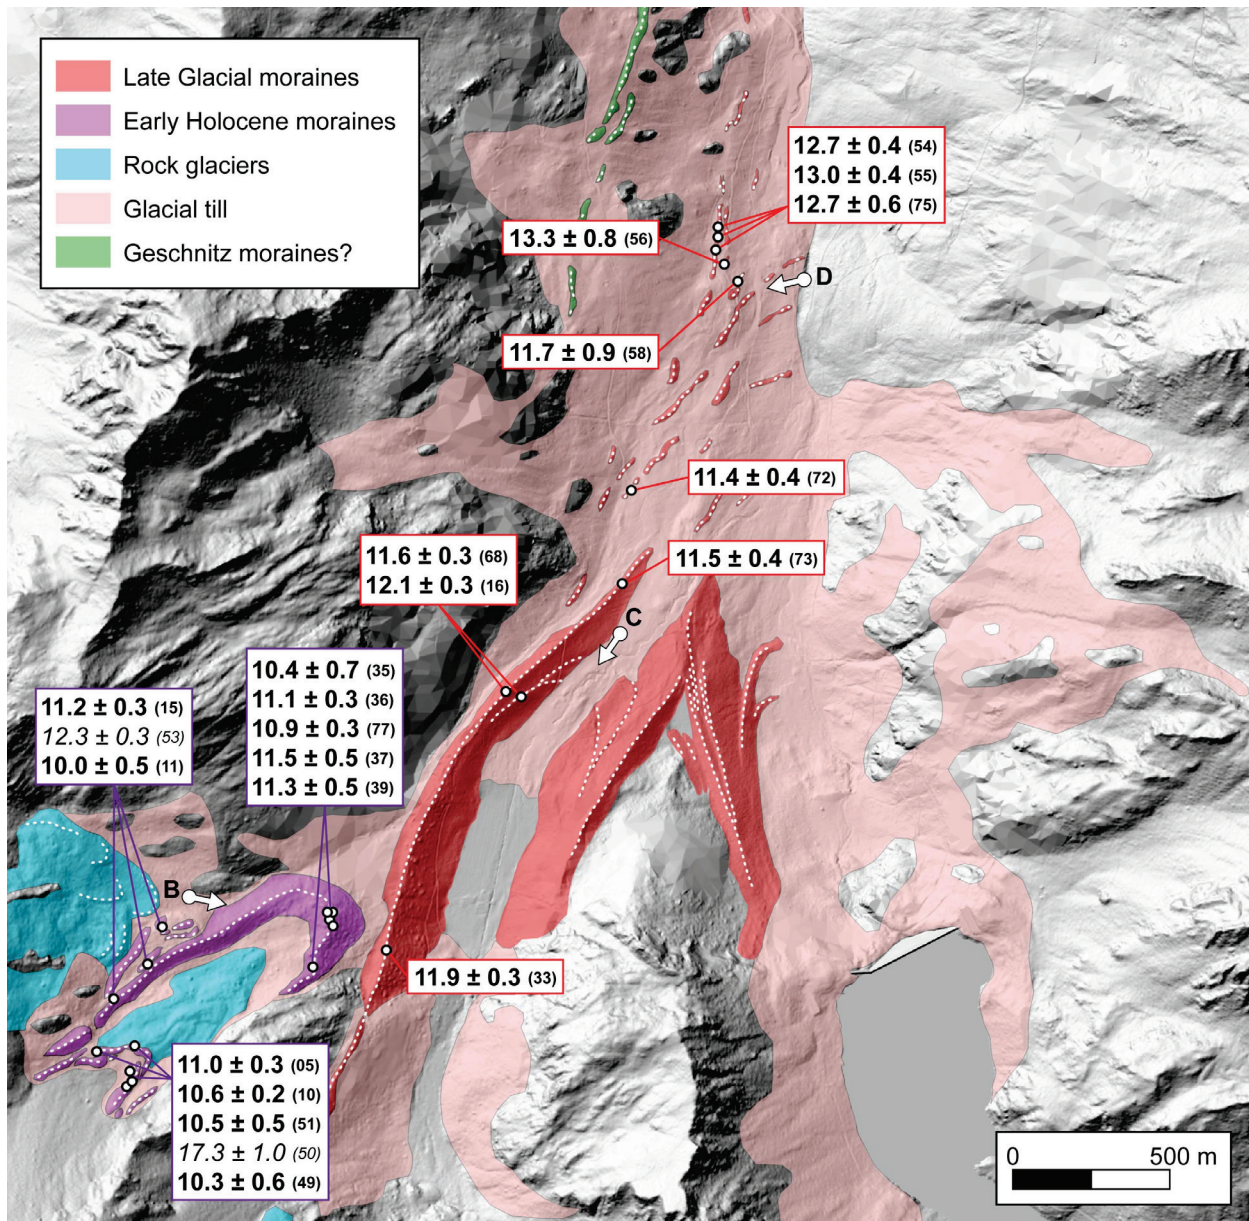 Late Glacial moraines
Early Holocene moraines
Rock glaciers
Glacial till
Geschnitz moraines?
12.7 ± 0.4 (54)
13.0 ± 0.4 (55)
12.7 ± 0.6 (75)
13.3 ± 0.8 (56)
D
11.7 ± 0.9 (58)
11.4 ± 0.4 (72)
11.6 ± 0.3 (68)
12.1 ± 0.3 (16)
11.5 ± 0.4 (73)
C
10.4 ± 0.7 (35)
11.1 ± 0.3 (36)
10.9 ± 0.3 (77)
11.5 ± 0.5 (37)
11.3 ± 0.5 (39)
11.2 ± 0.3 (15)
12.3 ± 0.3 (53)
10.0 ± 0.5 (11)
B
11.9 ± 0.3 (33)
11.0 ± 0.3 (05)
10.6 ± 0.2 (10)
10.5 ± 0.5 (51)
17.3 ± 1.0 (50)
10.3 ± 0.6 (49)
0 500 m